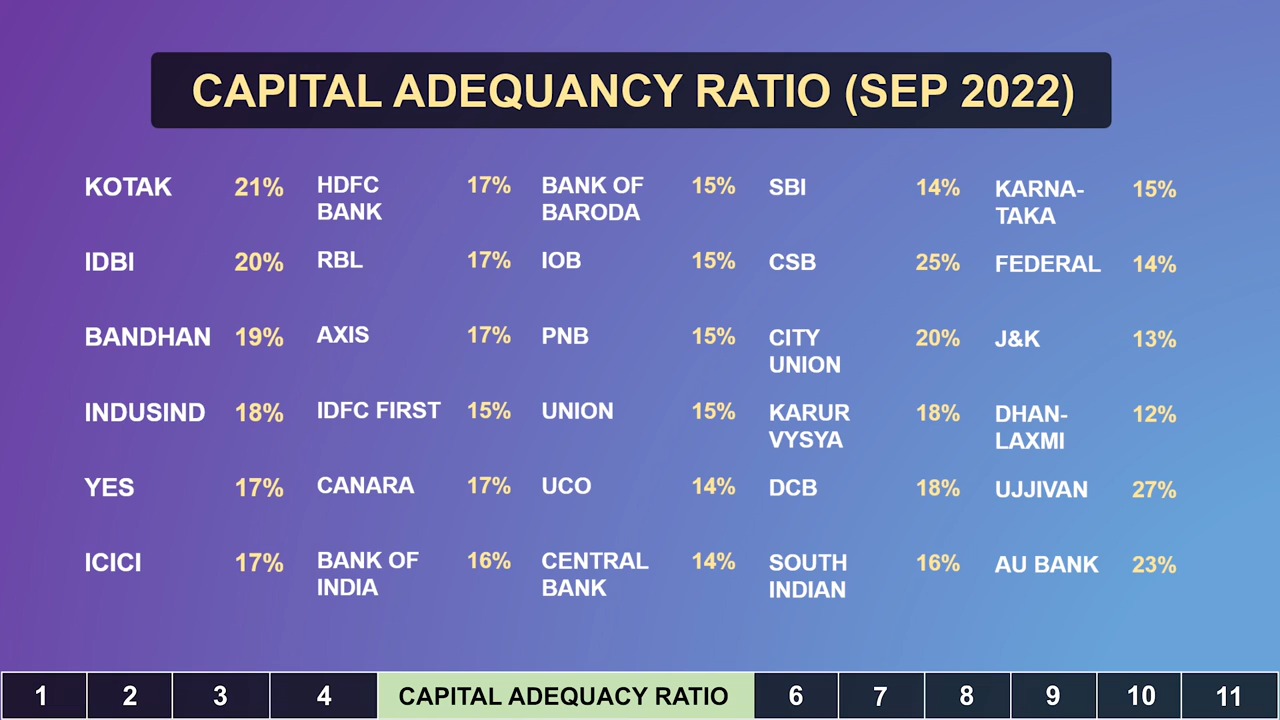 CAPITAL ADEQUANCY RATIO (SEP 2022)
KOTAK 21% HDFC 17% BANK OF 15% SBI 14% KARNA- 15%
BANK BARODA TAKA
IDBI 20% RBL 17% IOB 15% CSB 25% FEDERAL 14%
BANDHAN 19% AXIS 17% PNB 15% CITY 20% J&K 13%
UNION
INDUSIND 18% IDFC FIRST 15% UNION 15% KARUR 18% DHAN- 12%
VYSYA LAXMI
YES 17% CANARA 17% UCO 14% DCB 18% UJJIVAN 27%
ICICI 17% BANK OF 16% CENTRAL 14% SOUTH 16% AU BANK 23%
INDIA BANK INDIAN
1 2 3 4 CAPITAL ADEQUACY RATIO 6 7 8 9 10 11